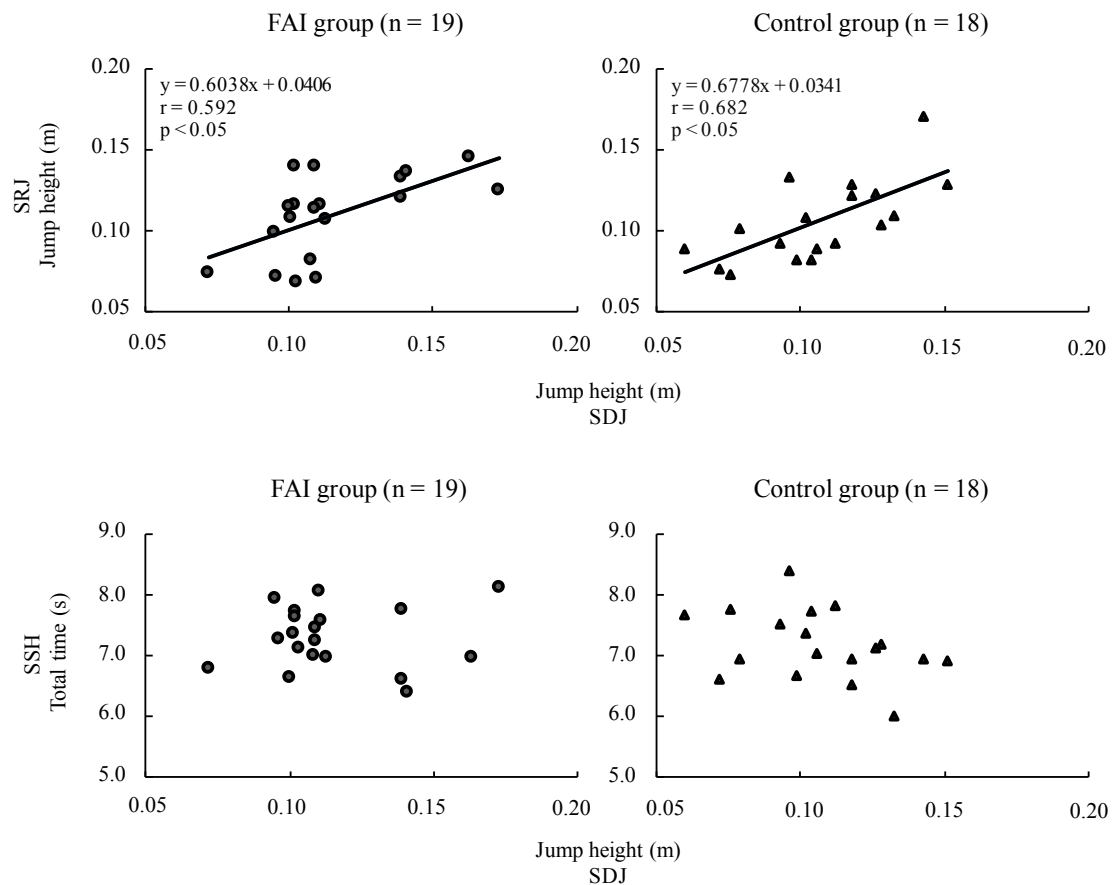 FAI group (n = 19)
Control group (n = 18)
0.20
0.15
0.10
0.05
SRJ
Jump height (m)
y = 0.6038x + 0.0406
r = 0.592
p < 0.05
0.05 0.10 0.15 0.20
0.20
0.15
0.10
0.05
y = 0.6778x + 0.0341
r = 0.682
p < 0.05
0.05 0.10 0.15 0.20
Jump height (m)
SDJ
FAI group (n = 19)
Control group (n = 18)
9.0
8.0
7.0
6.0
5.0
SSH
Total time (s)
0.05 0.10 0.15 0.20
9.0
8.0
7.0
6.0
5.0
0.05 0.10 0.15 0.20
Jump height (m)
SDJ